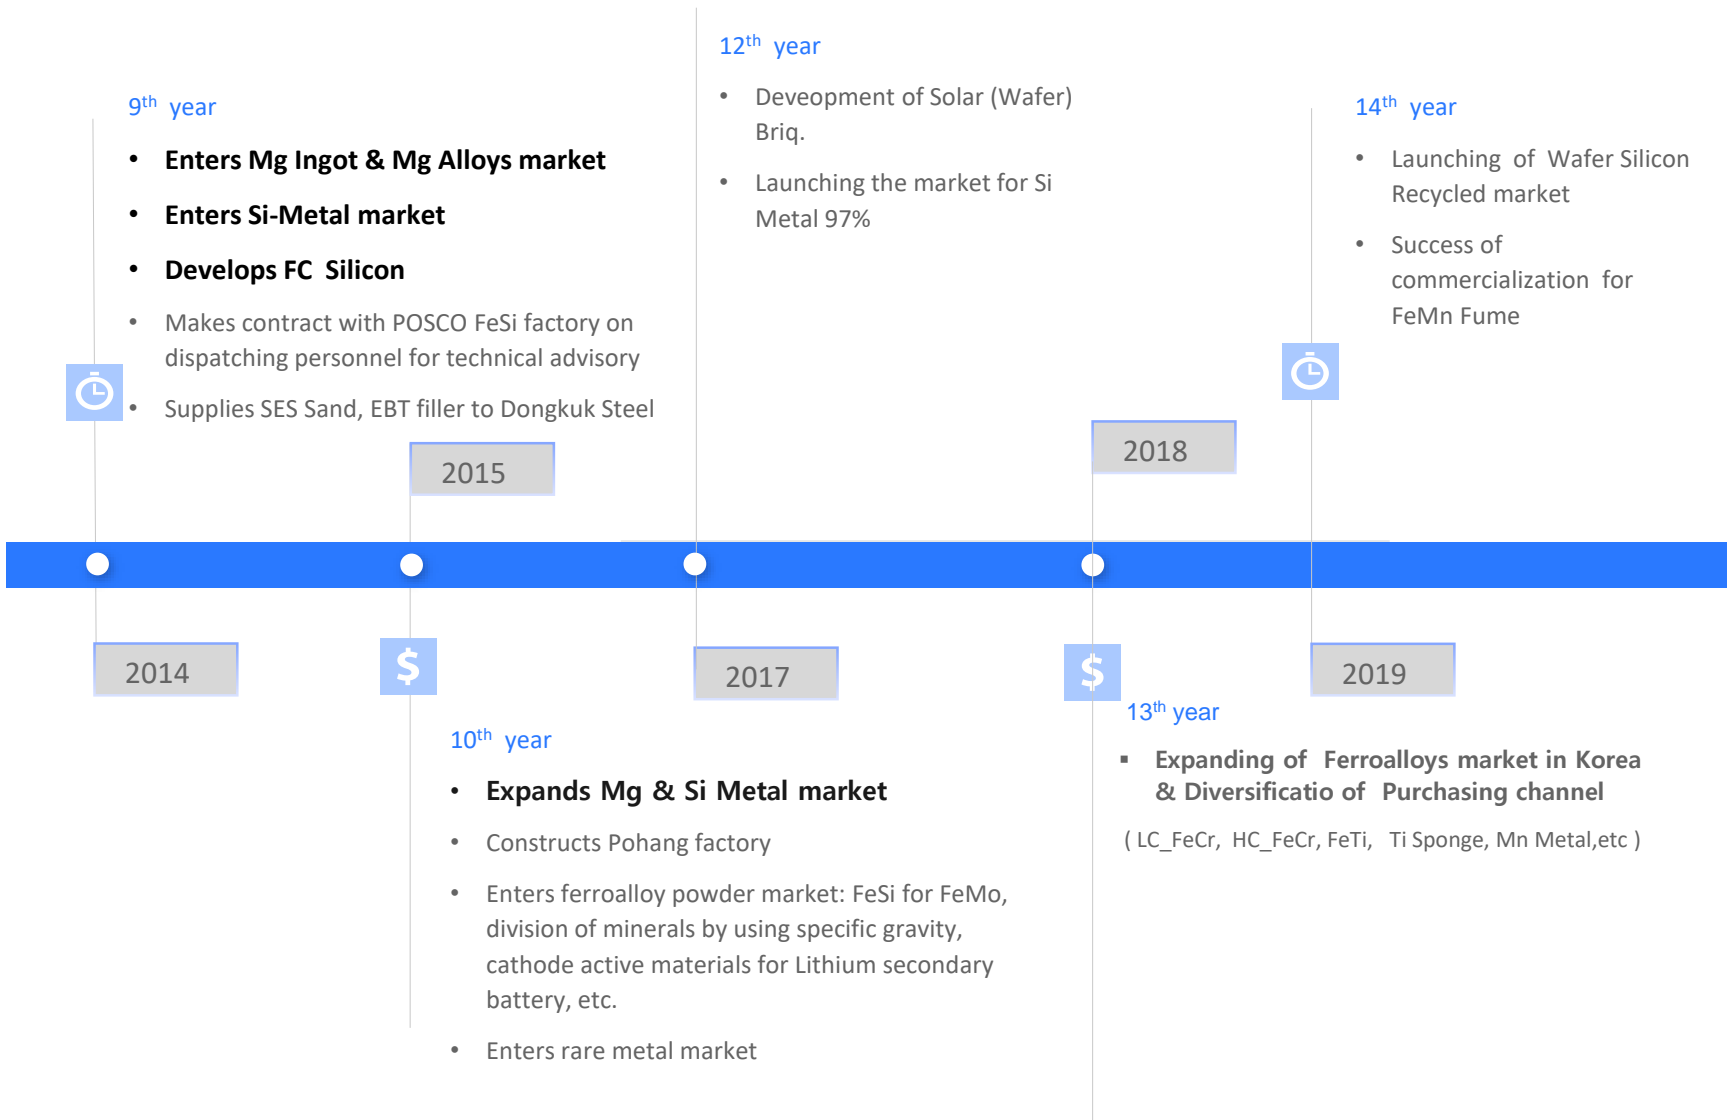 9th year
• Enters Mg Ingot & Mg Alloys market
• Enters Si-Metal market
• Develops FC Silicon
• Makes contract with POSCO FeSi factory on
dispatching personnel for technical advisory
• Supplies SES Sand, EBT filler to Dongkuk Steel
2014
2015
10th year
• Expands Mg & Si Metal market
• Constructs Pohang factory
• Enters ferroalloy powder market: FeSi for FeMo,
division of minerals by using specific gravity,
cathode active materials for Lithium secondary
battery, etc.
• Enters rare metal market
12th year
• Deveopment of Solar (Wafer)
Briq.
• Launching the market for Si
Metal 97%
2017
2018
$
$
13th year
▪ Expanding of Ferroalloys market in Korea
& Diversificatio of Purchasing channel
( LC_FeCr, HC_FeCr, FeTi, Ti Sponge, Mn Metal,etc )
14th year
• Launching of Wafer Silicon
Recycled market
• Success of
commercialization for
FeMn Fume
2019